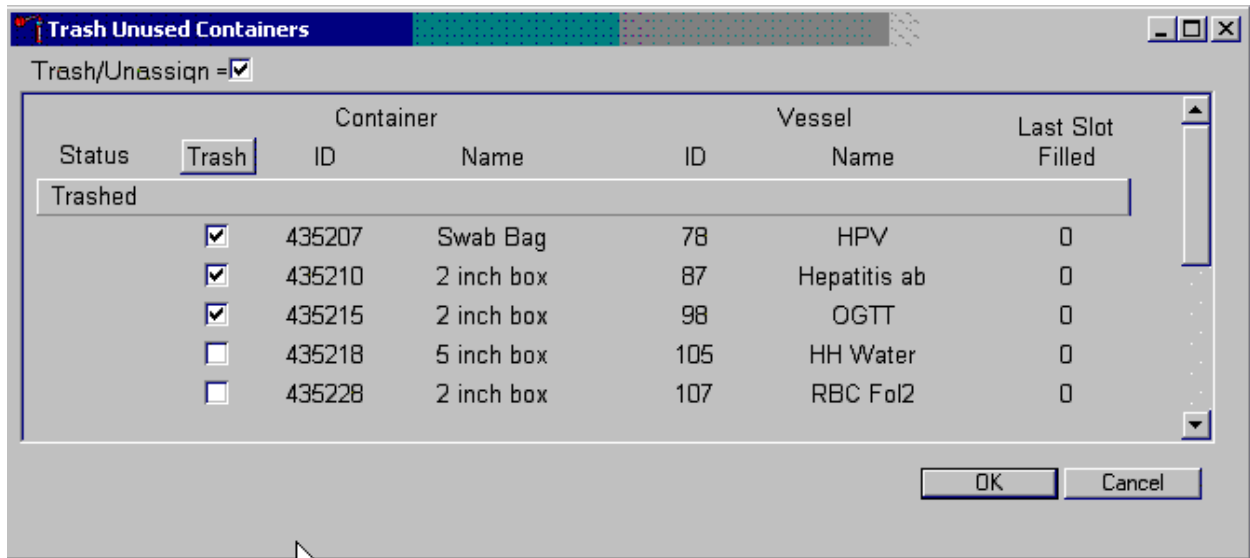 Trash Unused Containers
Trash/Unassign =
Container Vessel Last Slot
Status Trash ID Name ID Name Filled
Trashed
435207 Swab Bag 78 HPV 0
435210 2 inch box 87 Hepatitis ab 0
435215 2 inch box 98 OGTT 0
435218 5 inch box 105 HH Water 0
435228 2 inch box 107 RBC Fol2 0
OK Cancel